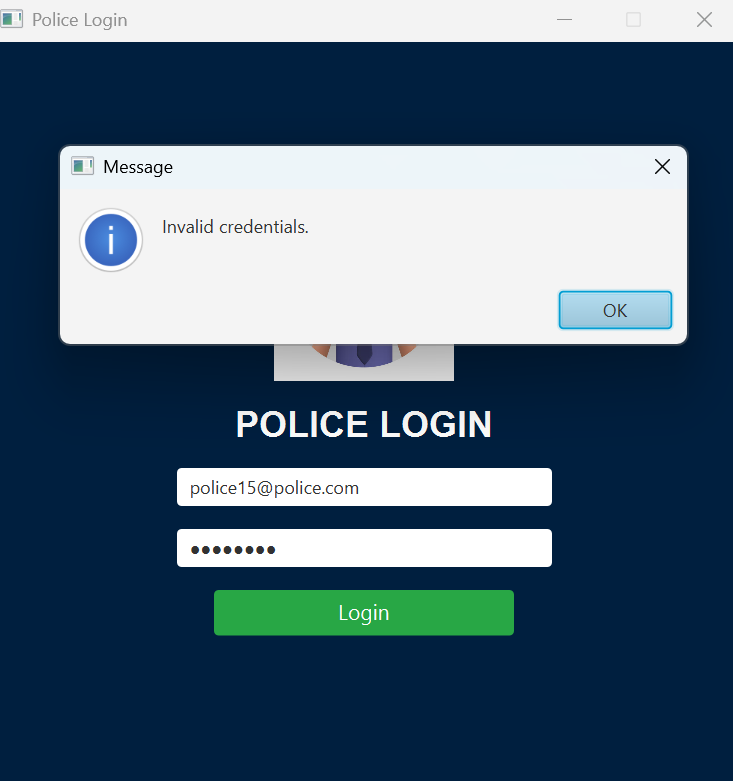 Police Login
Message
Invalid credentials.
OK
POLICE LOGIN
police15@police.com
Login